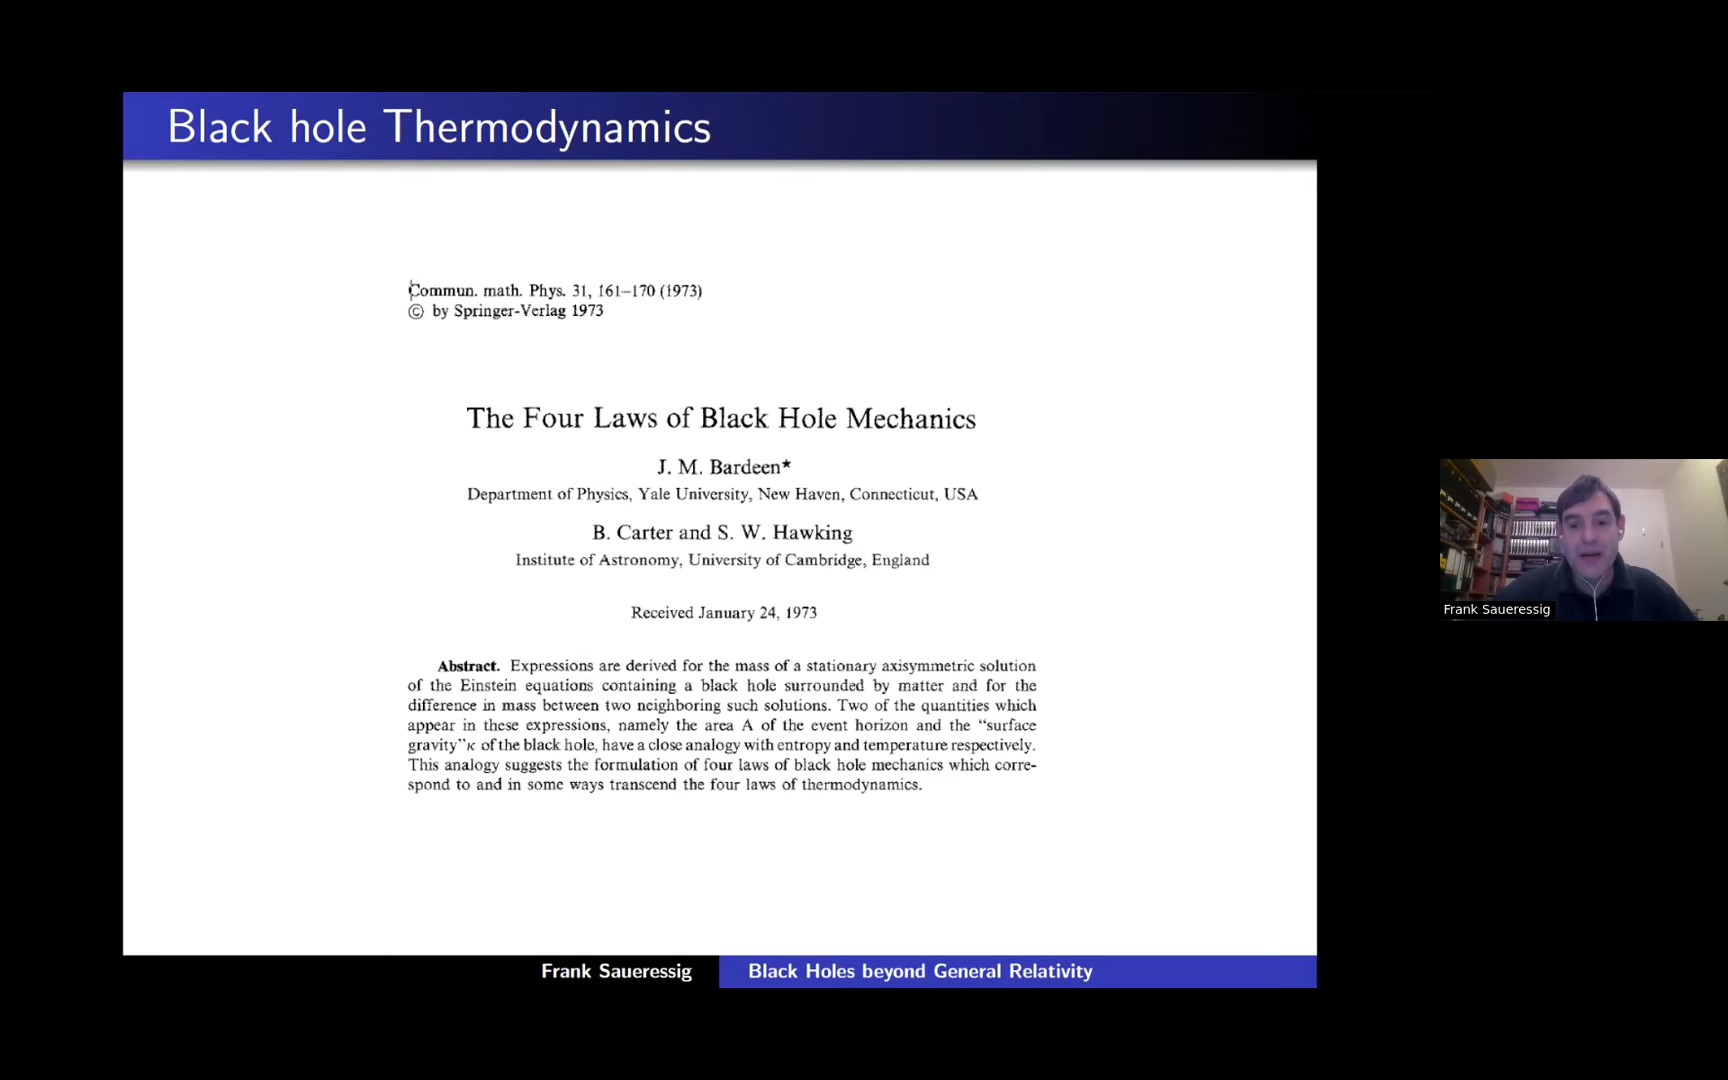 Black hole Thermodynamics
Commun. math. Phys. 31, 161–170 (1973)
© by Springer-Verlag 1973
The Four Laws of Black Hole Mechanics
J. M. Bardeen★
Department of Physics, Yale University, New Haven, Connecticut, USA
B. Carter and S. W. Hawking
Institute of Astronomy, University of Cambridge, England
Received January 24, 1973
Abstract. Expressions are derived for the mass of a stationary axisymmetric solution
of the Einstein equations containing a black hole surrounded by matter and for the
difference in mass between two neighboring such solutions. Two of the quantities which
appear in these expressions, namely the area A of the event horizon and the “surface
gravity” κ of the black hole, have a close analogy with entropy and temperature respectively.
This analogy suggests the formulation of four laws of black hole mechanics which corre-
spond to and in some ways transcend the four laws of thermodynamics.
Frank Saueressig
Frank Saueressig Black Holes beyond General Relativity